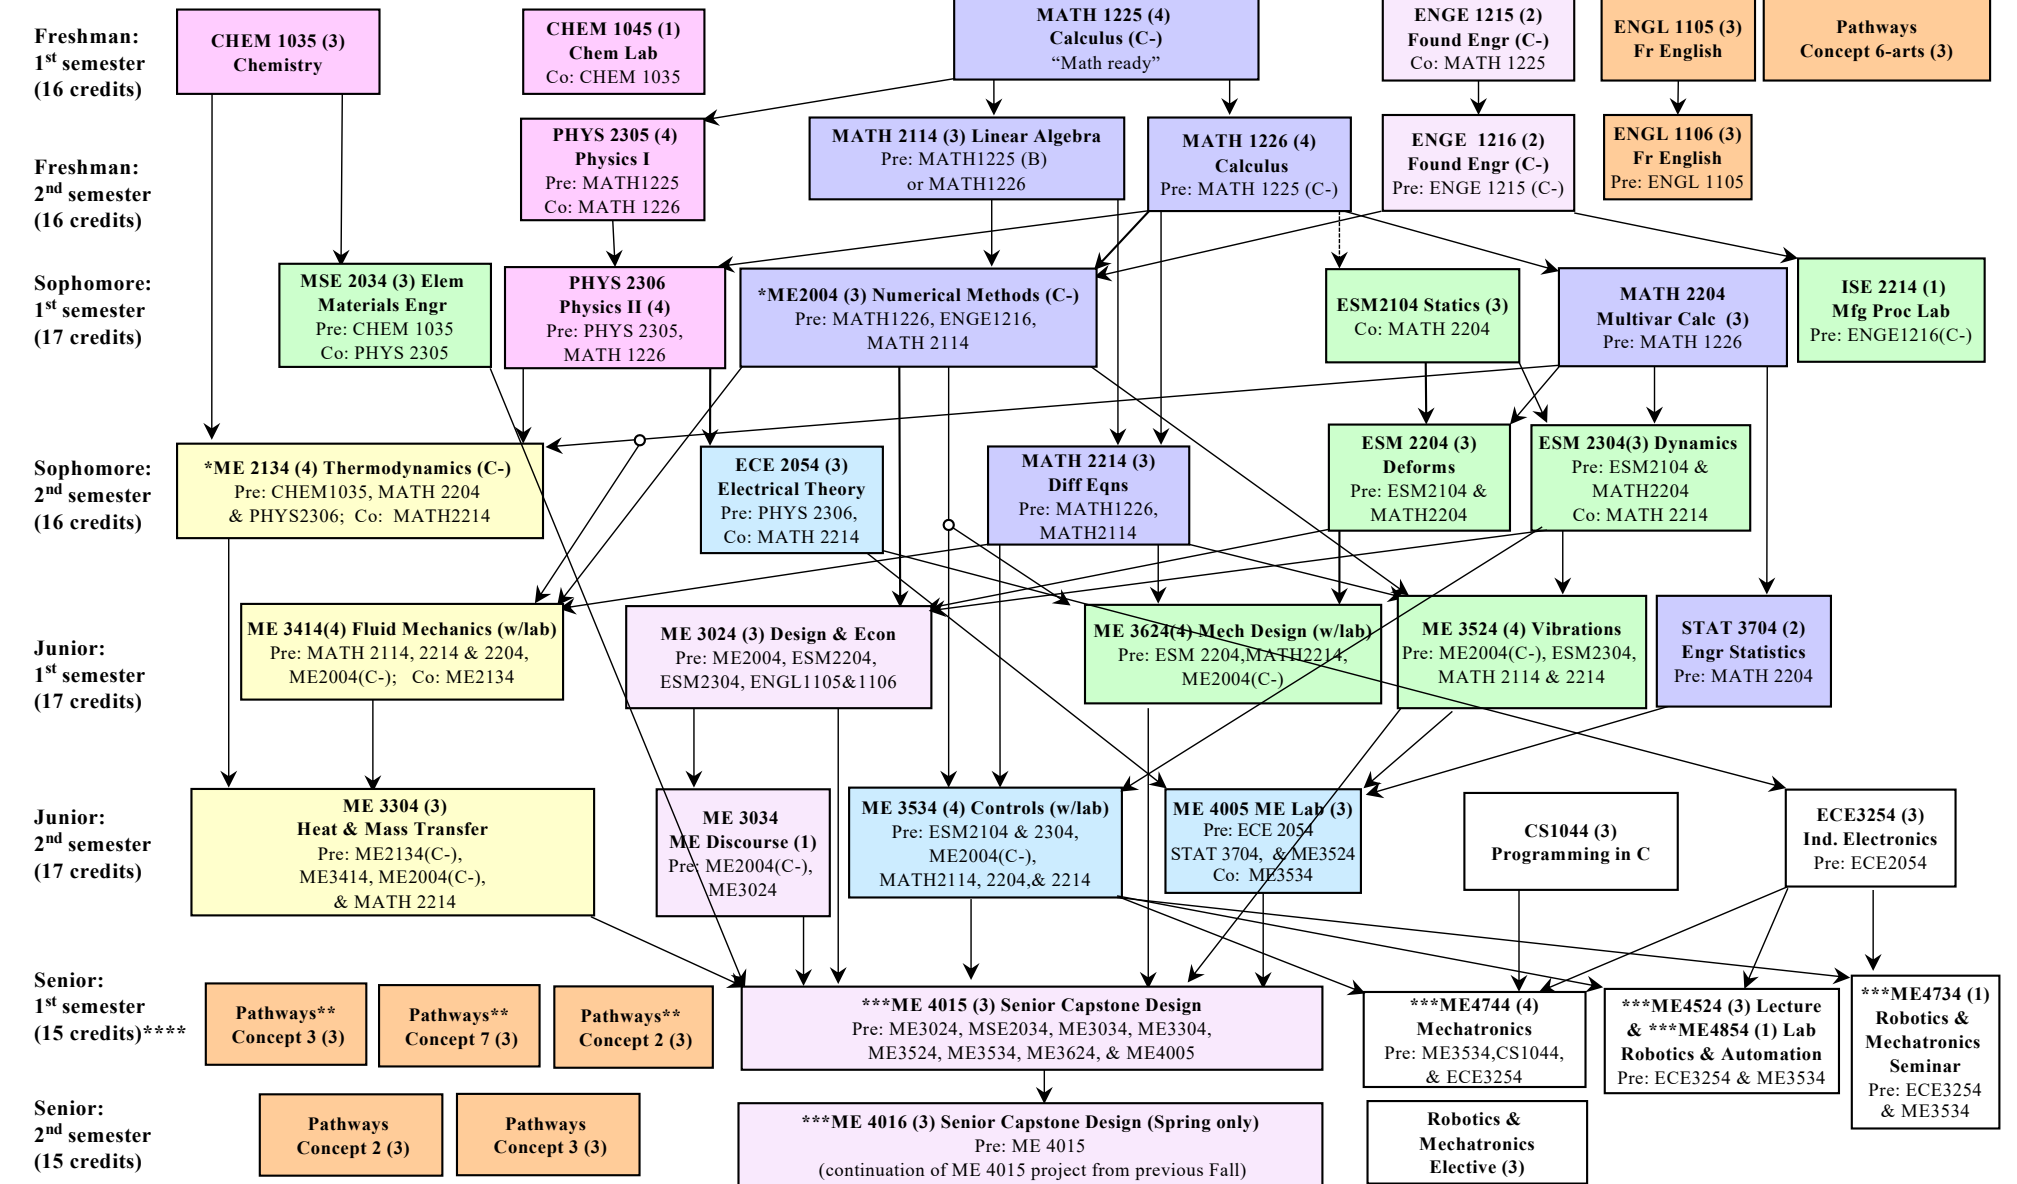 Freshman:
1st semester
(16 credits)
CHEM 1035 (3)
Chemistry
CHEM 1045 (1)
Chem Lab
Co: CHEM 1035
MATH 1225 (4)
Calculus (C-)
“Math ready”
ENGE 1215 (2)
Found Engr (C-)
Co: MATH 1225
ENGL 1105 (3)
Fr English
Pathways
Concept 6-arts (3)
Freshman:
2nd semester
(16 credits)
PHYS 2305 (4)
Physics I
Pre: MATH1225
Co: MATH 1226
MATH 2114 (3) Linear Algebra
Pre: MATH1225 (B)
or MATH1226
MATH 1226 (4)
Calculus
Pre: MATH 1225 (C-)
ENGE 1216 (2)
Found Engr (C-)
Pre: ENGE 1215 (C-)
ENGL 1106 (3)
Fr English
Pre: ENGL 1105
Sophomore:
1st semester
(17 credits)
MSE 2034 (3) Elem
Materials Engr
Pre: CHEM 1035
Co: PHYS 2305
PHYS 2306
Physics II (4)
Pre: PHYS 2305,
MATH 1226
*ME2004 (3) Numerical Methods (C-)
Pre: MATH1226, ENGE1216,
MATH 2114
ESM2104 Statics (3)
Co: MATH 2204
MATH 2204
Multivar Calc (3)
Pre: MATH 1226
ISE 2214 (1)
Mfg Proc Lab
Pre: ENGE1216(C-)
Sophomore:
2nd semester
(16 credits)
*ME 2134 (4) Thermodynamics (C-)
Pre: CHEM1035, MATH 2204
& PHYS2306; Co: MATH2214
ECE 2054 (3)
Electrical Theory
Pre: PHYS 2306,
Co: MATH 2214
MATH 2214 (3)
Diff Eqns
Pre: MATH1226,
MATH2114
ESM 2204 (3)
Deforms
Pre: ESM2104 &
MATH2204
ESM 2304(3) Dynamics
Pre: ESM2104 &
MATH2204
Co: MATH 2214
Junior:
1st semester
(17 credits)
ME 3414(4) Fluid Mechanics (w/lab)
Pre: MATH 2114, 2214 & 2204,
ME2004(C-); Co: ME2134
ME 3024 (3) Design & Econ
Pre: ME2004, ESM2204,
ESM2304, ENGL1105&1106
ME 3624(4) Mech Design (w/lab)
Pre: ESM 2204,MATH2214,
ME2004(C-)
ME 3524 (4) Vibrations
Pre: ME2004(C-), ESM2304,
MATH 2114 & 2214
STAT 3704 (2)
Engr Statistics
Pre: MATH 2204
Junior:
2nd semester
(17 credits)
ME 3304 (3)
Heat & Mass Transfer
Pre: ME2134(C-),
ME3414, ME2004(C-),
& MATH 2214
ME 3034
ME Discourse (1)
Pre: ME2004(C-),
ME3024
ME 3534 (4) Controls (w/lab)
Pre: ESM2104 & 2304,
ME2004(C-),
MATH2114, 2204,& 2214
ME 4005 ME Lab (3)
Pre: ECE 2054
STAT 3704, & ME3524
Co: ME3534
CS1044 (3)
Programming in C
ECE3254 (3)
Ind. Electronics
Pre: ECE2054
Senior:
1st semester
(15 credits)****
Pathways**
Concept 3 (3)
Pathways**
Concept 7 (3)
Pathways**
Concept 2 (3)
***ME 4015 (3) Senior Capstone Design
Pre: ME3024, MSE2034, ME3034, ME3304,
ME3524, ME3534, ME3624, & ME4005
***ME4744 (4)
Mechatronics
Pre: ME3534,CS1044,
& ECE3254
***ME4524 (3) Lecture
& ***ME4854 (1) Lab
Robotics & Automation
Pre: ECE3254 & ME3534
***ME4734 (1)
Robotics &
Mechatronics
Seminar
Pre: ECE3254
& ME3534
Senior:
2nd semester
(15 credits)
Pathways
Concept 2 (3)
Pathways
Concept 3 (3)
***ME 4016 (3) Senior Capstone Design (Spring only)
Pre: ME 4015
(continuation of ME 4015 project from previous Fall)
Robotics &
Mechatronics
Elective (3)